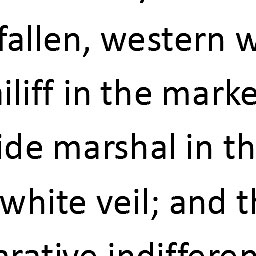 fallen, western w
iliff in the marke
ide marshal in th
white veil; and th
arative indifferen